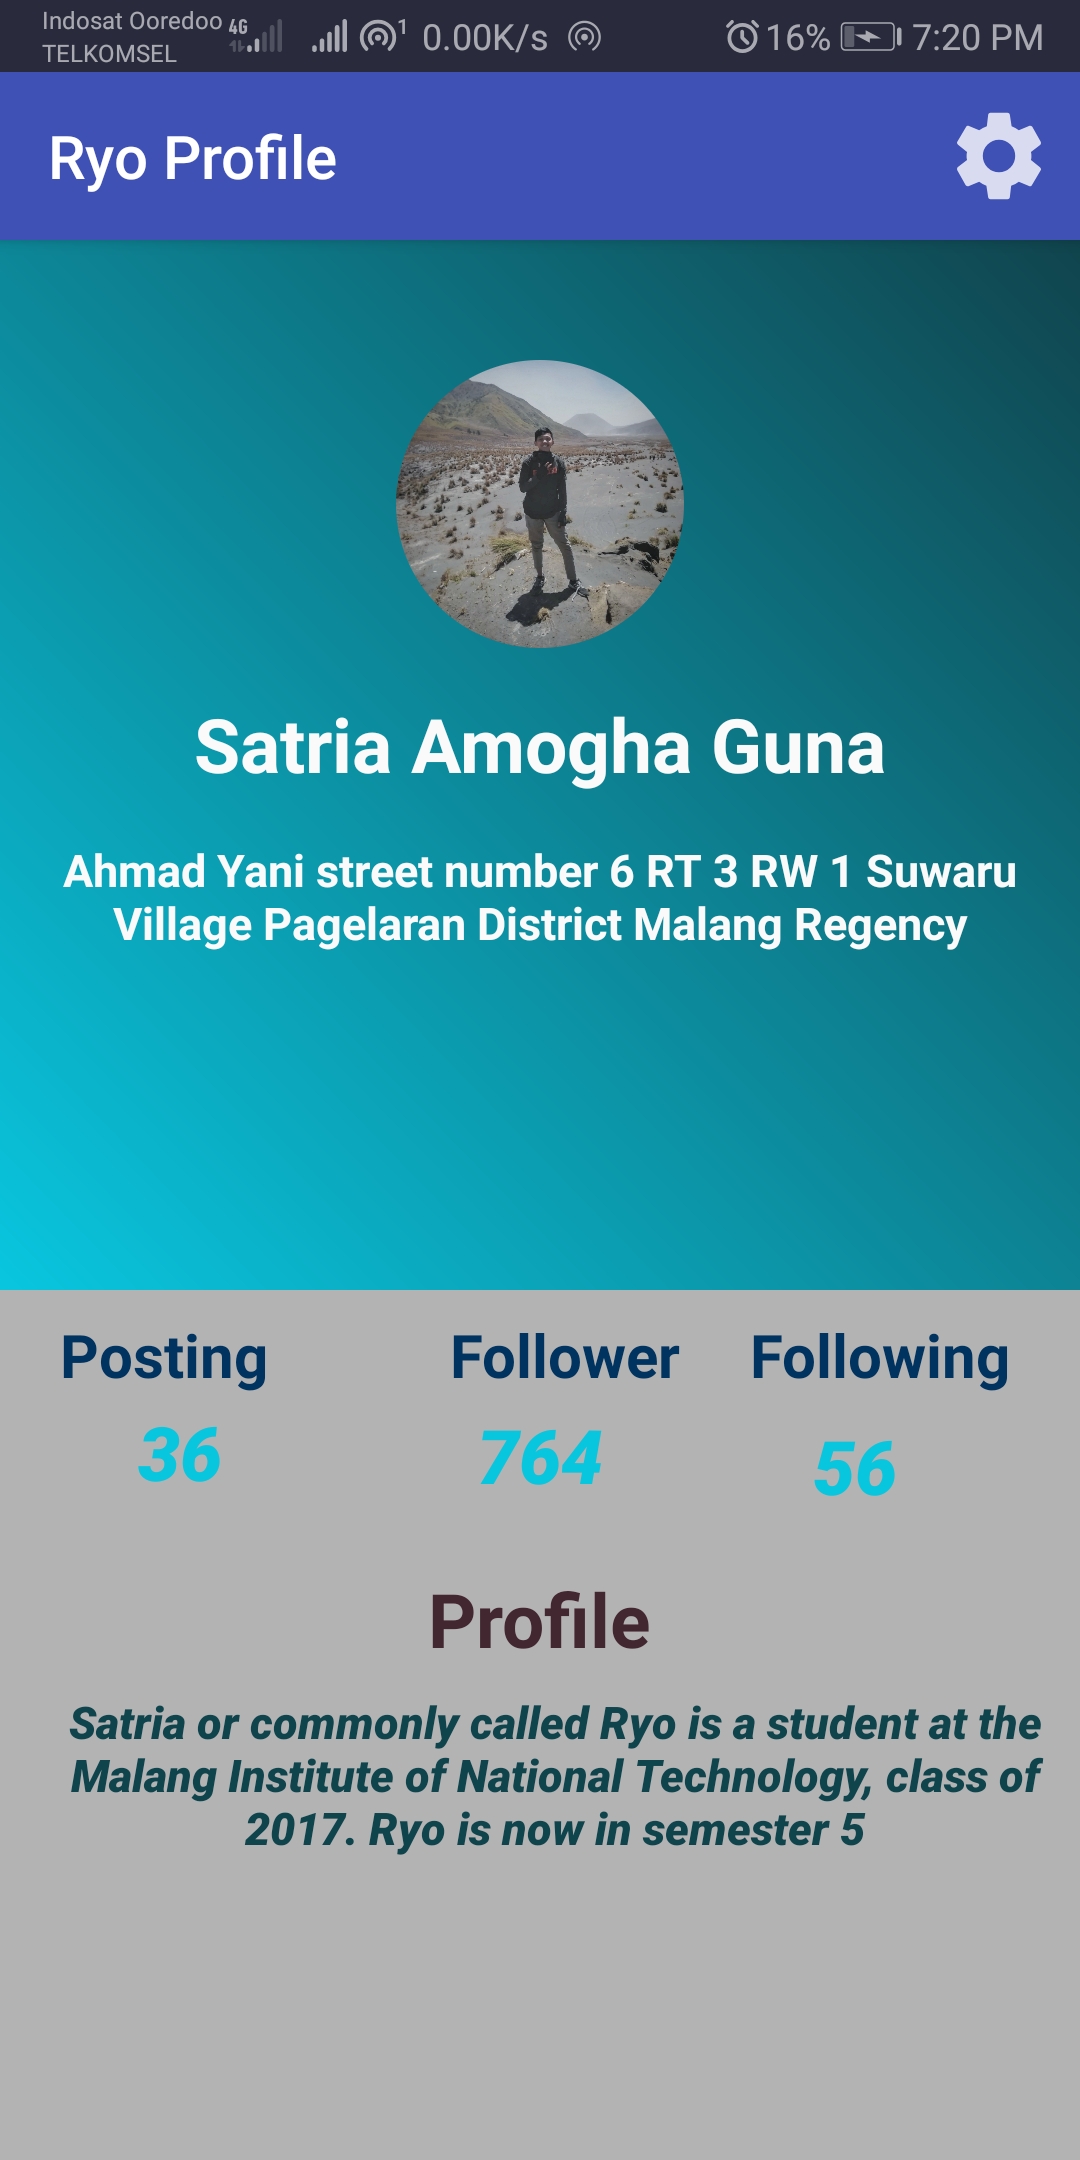 Indosat Ooredoo
TELKOMSEL
4G
1
0.00K/s
16%
7:20 PM
Ryo Profile
Satria Amogha Guna
Ahmad Yani street number 6 RT 3 RW 1 Suwaru
Village Pagelaran District Malang Regency
Posting
Follower
Following
36
764
56
Profile
Satria or commonly called Ryo is a student at the
Malang Institute of National Technology, class of
2017. Ryo is now in semester 5